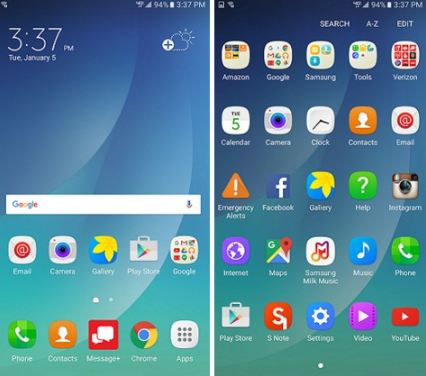 94% 3:37 PM
3:37 PM
Tue, January 5
Google
Email Camera Gallery Play Store Google
Phone Contacts Message+ Chrome Apps
94% 3:37 PM
SEARCH A-Z EDIT
Amazon Google Samsung Tools Verizon
TUE
5
Calendar Camera Clock Contacts Email
Emergency
Alerts
Facebook Gallery Help Instagram
Internet Maps Samsung
Milk Music
Music Phone
Play Store S Note Settings Video YouTube